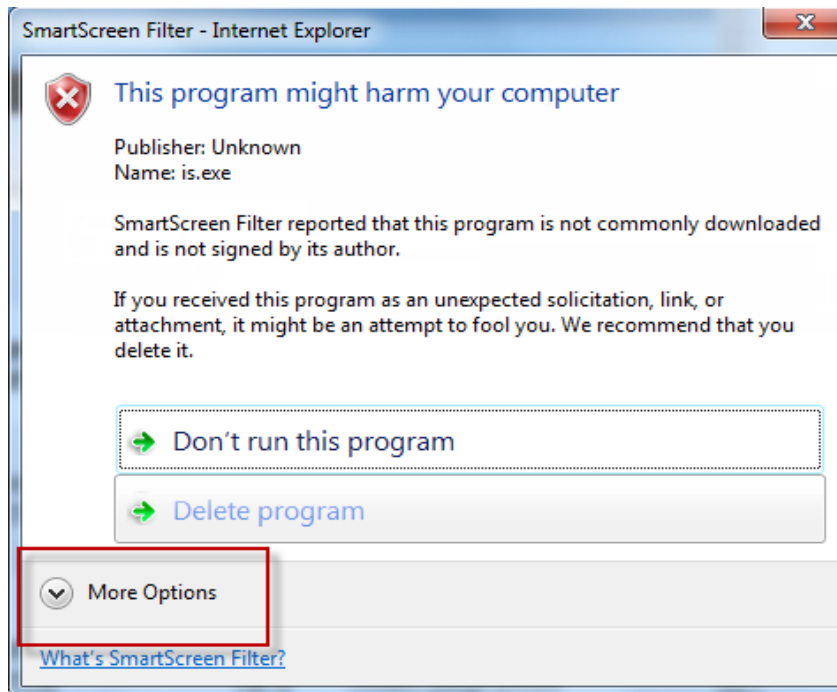 SmartScreen Filter - Internet Explorer
This program might harm your computer
Publisher: Unknown
Name: is.exe
SmartScreen Filter reported that this program is not commonly downloaded
and is not signed by its author.
If you received this program as an unexpected solicitation, link, or
attachment, it might be an attempt to fool you. We recommend that you
delete it.
Don't run this program
Delete program
More Options
What's SmartScreen Filter?